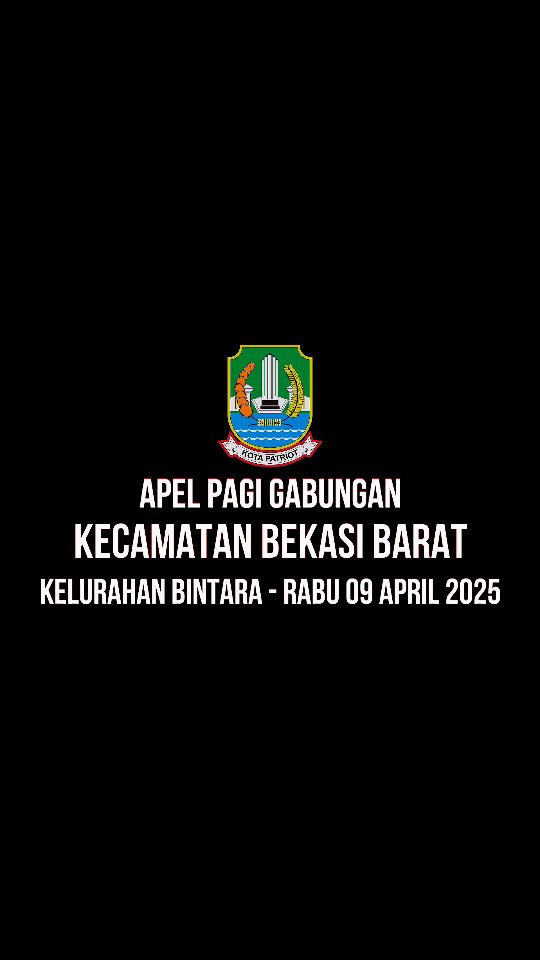 KOTA PATRIOT
APEL PAGI GABUNGAN
KECAMATAN BEKASI BARAT
KELURAHAN BINTARA - RABU 09 APRIL 2025